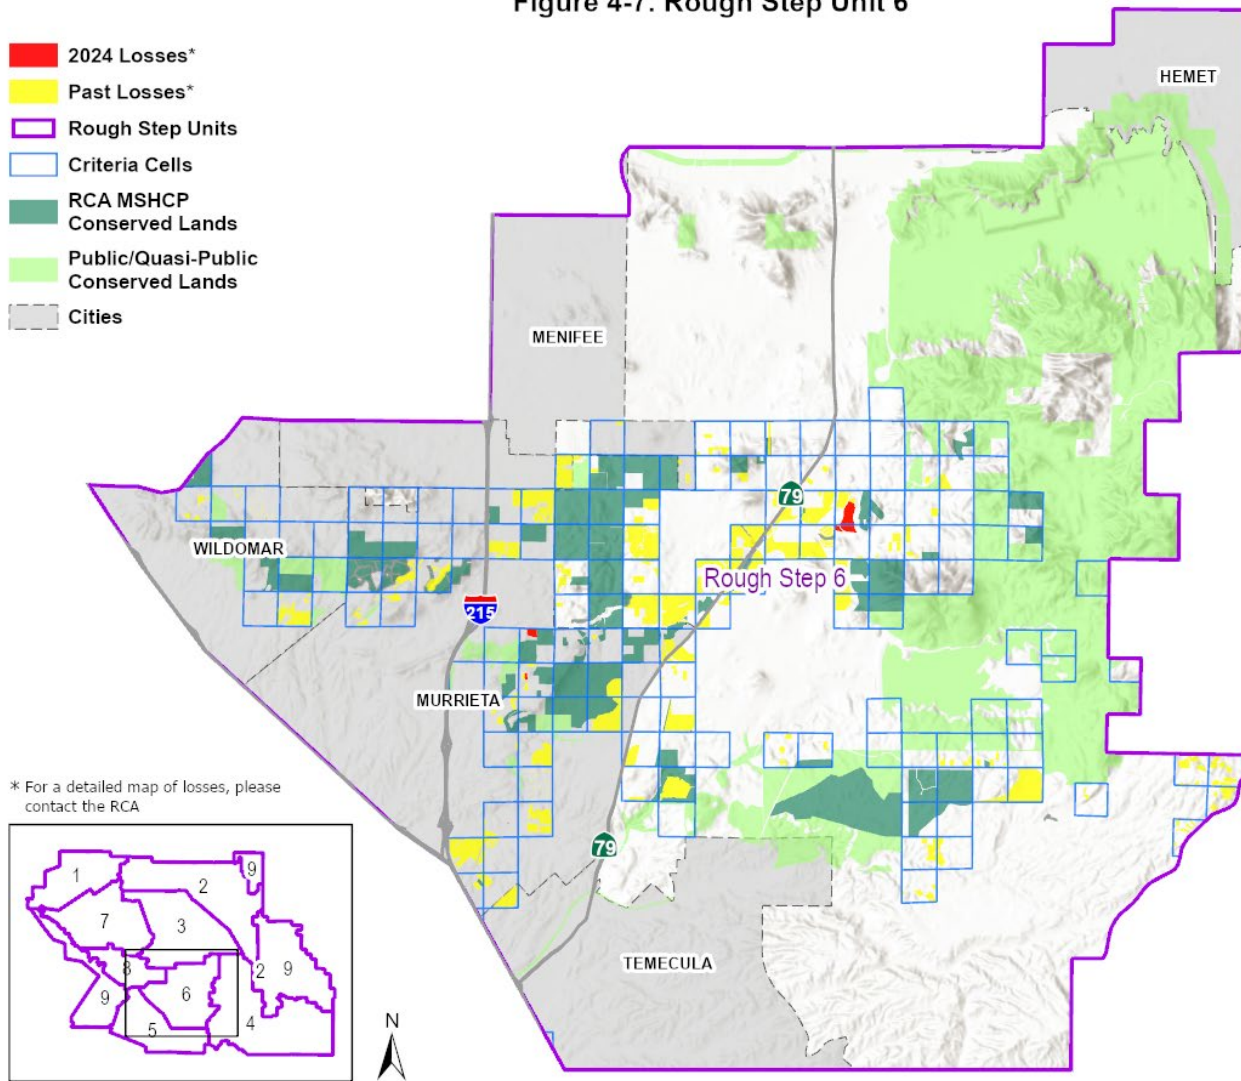 Figure 4-7. Rough Step Unit 6
2024 Losses*
Past Losses*
Rough Step Units
Criteria Cells
RCA MSHCP
Conserved Lands
Public/Quasi-Public
Conserved Lands
Cities
HEMET
MENIFEE
79
WILDOMAR
Rough Step 6
215
MURRIETA
79
TEMECULA
* For a detailed map of losses, please
contact the RCA
1
2
9
7
3
8
2
9
6
9
5
4
N